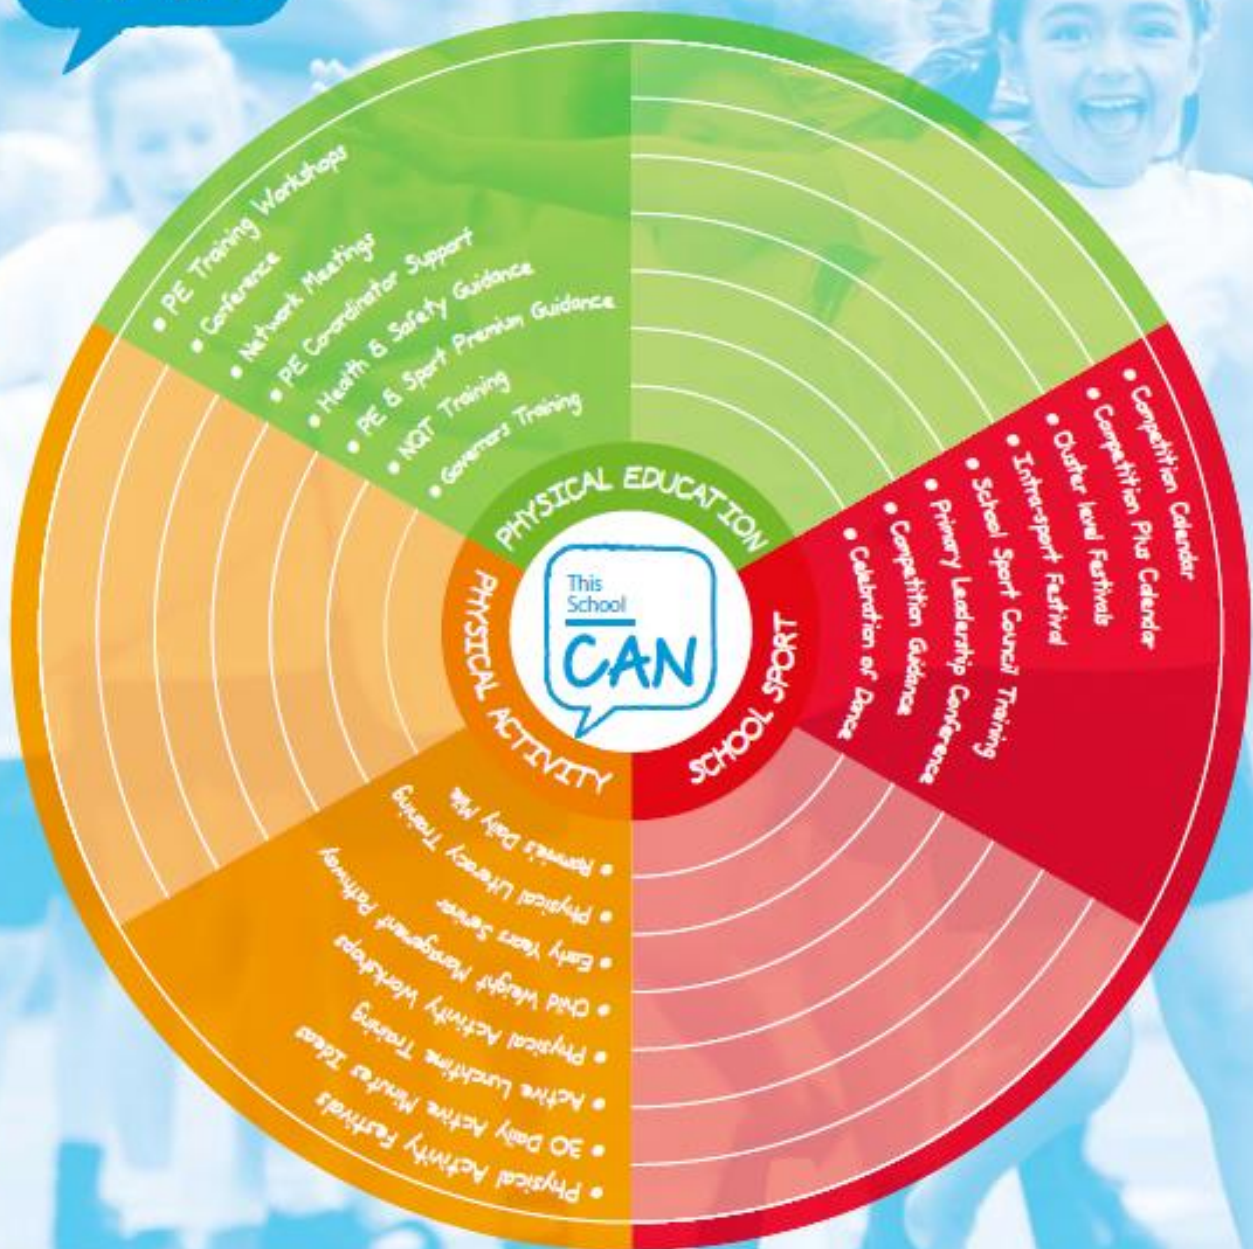 PHYSICAL EDUCATION
• PE Training Workshops
• Conference
• Network Meetings
• PE Co-ordinator Support
• Health & Safety Guidance
• PE & Sport Premium Guidance
• NQT Training
• Governors Training
SCHOOL SPORT
• Competition Calendar
• Competition Plus Calendar
• Cluster level Festivals
• Intra-sport Festival
• School Sport Council Training
• Primary Leadership Conference
• Competition Guidance
• Celebration of Dance
PHYSICAL ACTIVITY
• Physical Activity Festivals
• 30 Daily Active Minutes Ideas
• Active Lunchtime Training
• Physical Activity Workshops
• Child Weight Management Pathway
• Early Years Seminar
• Physical Literacy Training
• Daily Mile
This
School
CAN